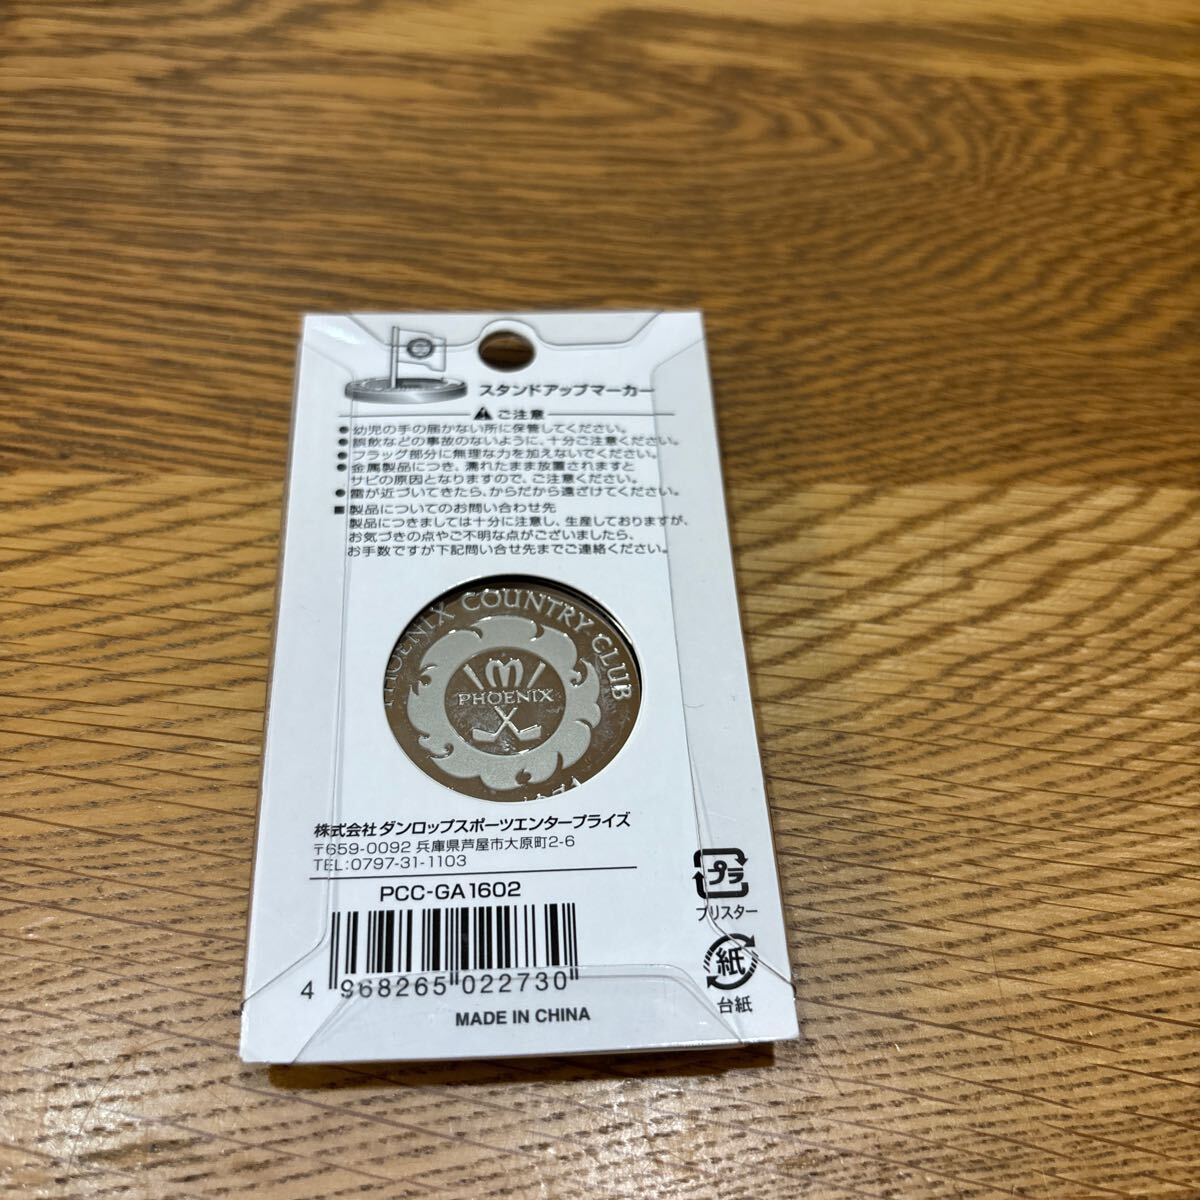 スタンドアップマーカー
ご注意
●幼児の手の届かない所に保管してください。
●誤飲などの事故のないように、十分ご注意ください。
●フラッグ部分に無理な力を加えないでください。
●金属製品につき、濡れたまま放置されますと
サビの原因となりますので、ご注意ください。
●雷が近づいてきたら、からだから遠ざけてください。
■製品についてのお問い合わせ先
製品につきましては十分に注意し、生産しておりますが、
お気づきの点やご不明な点がございましたら、
お手数ですが下記問い合せ先までご連絡ください。
PHOENIX COUNTRY CLUB
PHOENIX
株式会社 ダンロップスポーツエンタープライズ
〒659-0092 兵庫県芦屋市大原町2-6
TEL:0797-31-1103
PCC-GA1602
4 968265 022730
MADE IN CHINA
プラ
ブリスター
紙
台紙